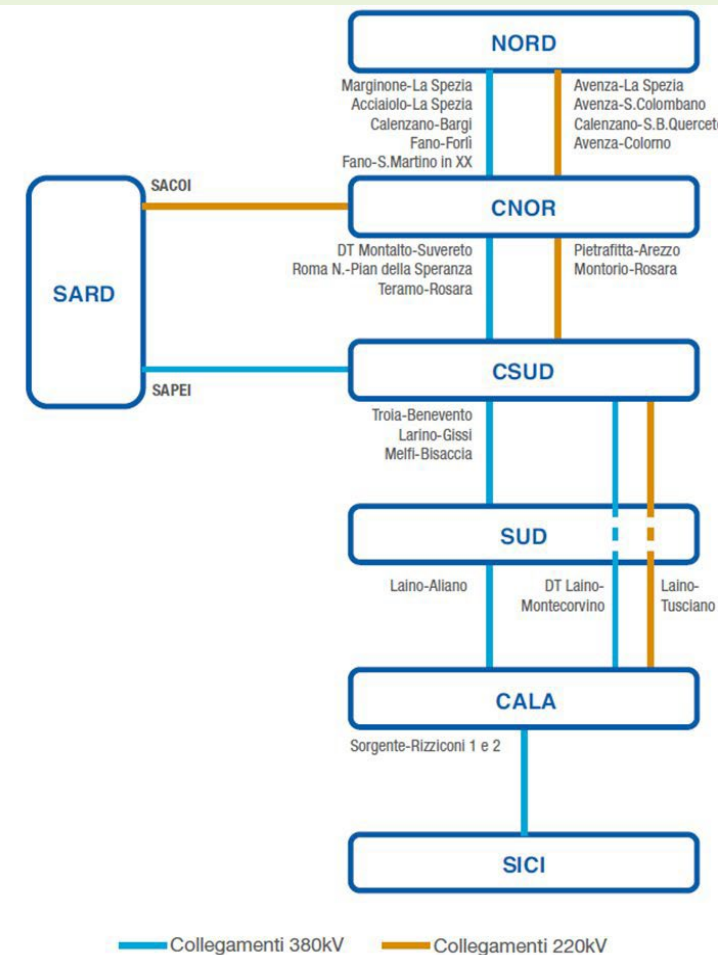 NORD
Marginone-La Spezia
Acciaiolo-La Spezia
Calenzano-Bargi
Fano-Forlì
Fano-S.Martino in XX
Avenza-La Spezia
Avenza-S.Colombano
Calenzano-S.B.Querceto
Avenza-Colorno
SACOI
CNOR
SARD
DT Montalto-Suvereto
Roma N.-Pian della Speranza
Teramo-Rosara
Pietrafitta-Arezzo
Montorio-Rosara
SAPEI
CSUD
Troia-Benevento
Larino-Gissi
Melfi-Bisaccia
SUD
Laino-Aliano
DT Laino-
Montecorvino
Laino-
Tusciano
CALA
Sorgente-Rizziconi 1 e 2
SICI
Collegamenti 380kV
Collegamenti 220kV